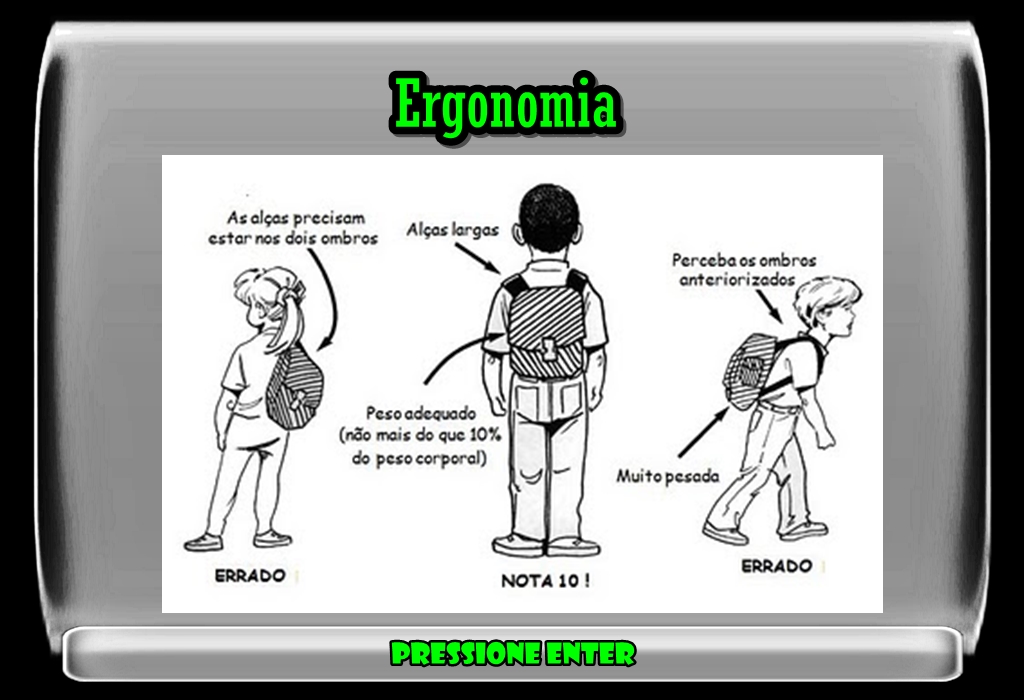 Ergonomia
As alças precisam
estar nos dois ombros
Alças largas
Perceba os ombros
anteriorizados
Peso adequado
(não mais do que 10%
do peso corporal)
Muito pesada
ERRADO
NOTA 10 !
ERRADO
PRESSIONE ENTER